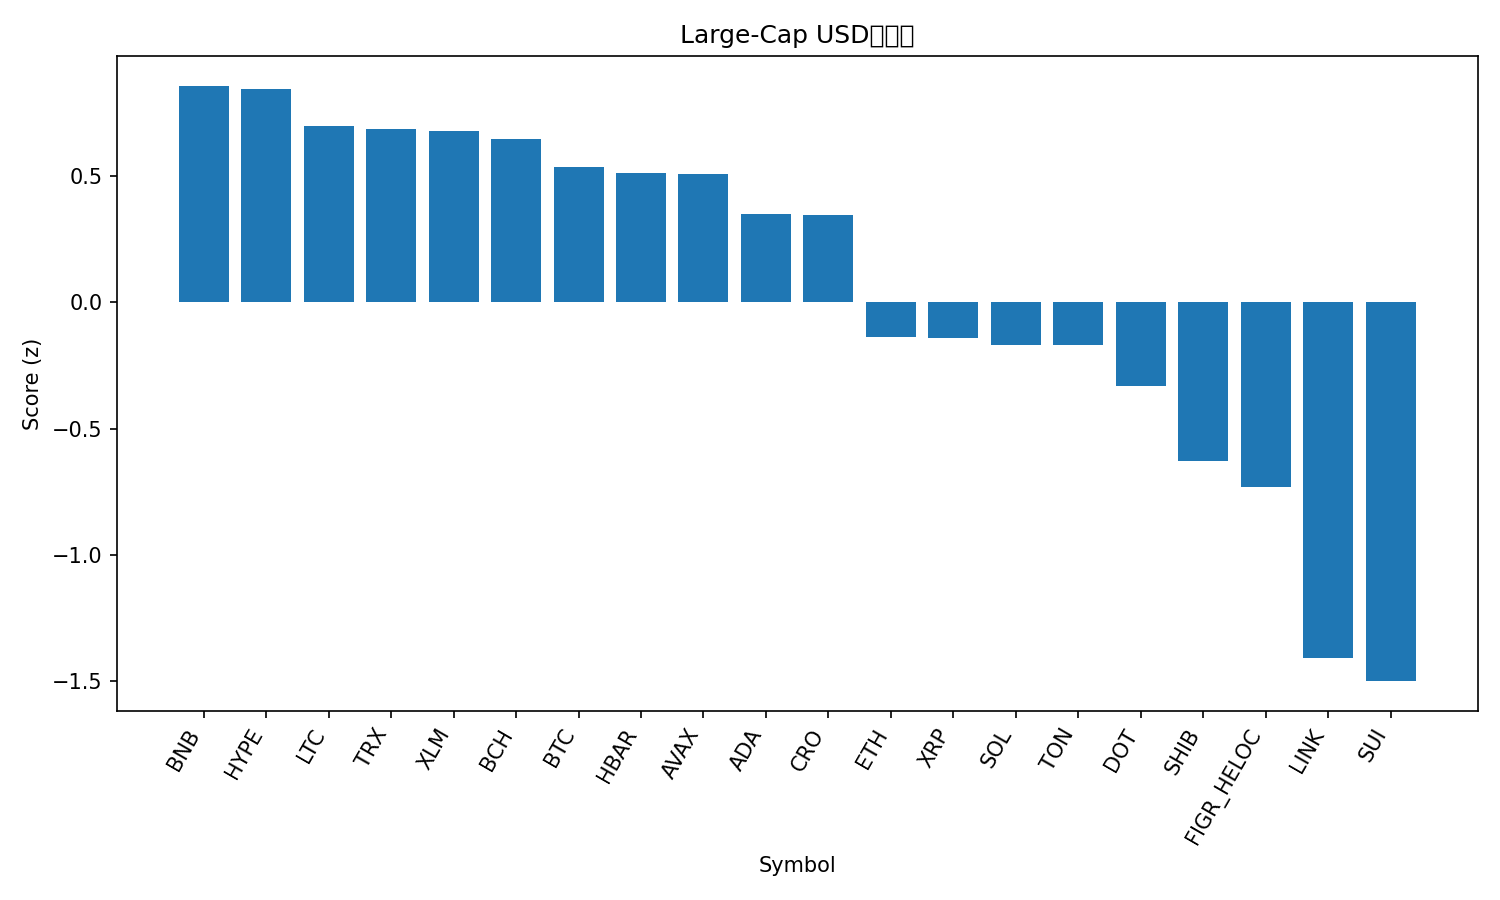 Large-Cap USD
Score (z)
0.5
0.0
−0.5
−1.0
−1.5
BNB
HYPE
LTC
TRX
XLM
BCH
BTC
HBAR
AVAX
ADA
CRO
ETH
XRP
SOL
TON
DOT
SHIB
FIGR_HELOC
LINK
SUI
Symbol